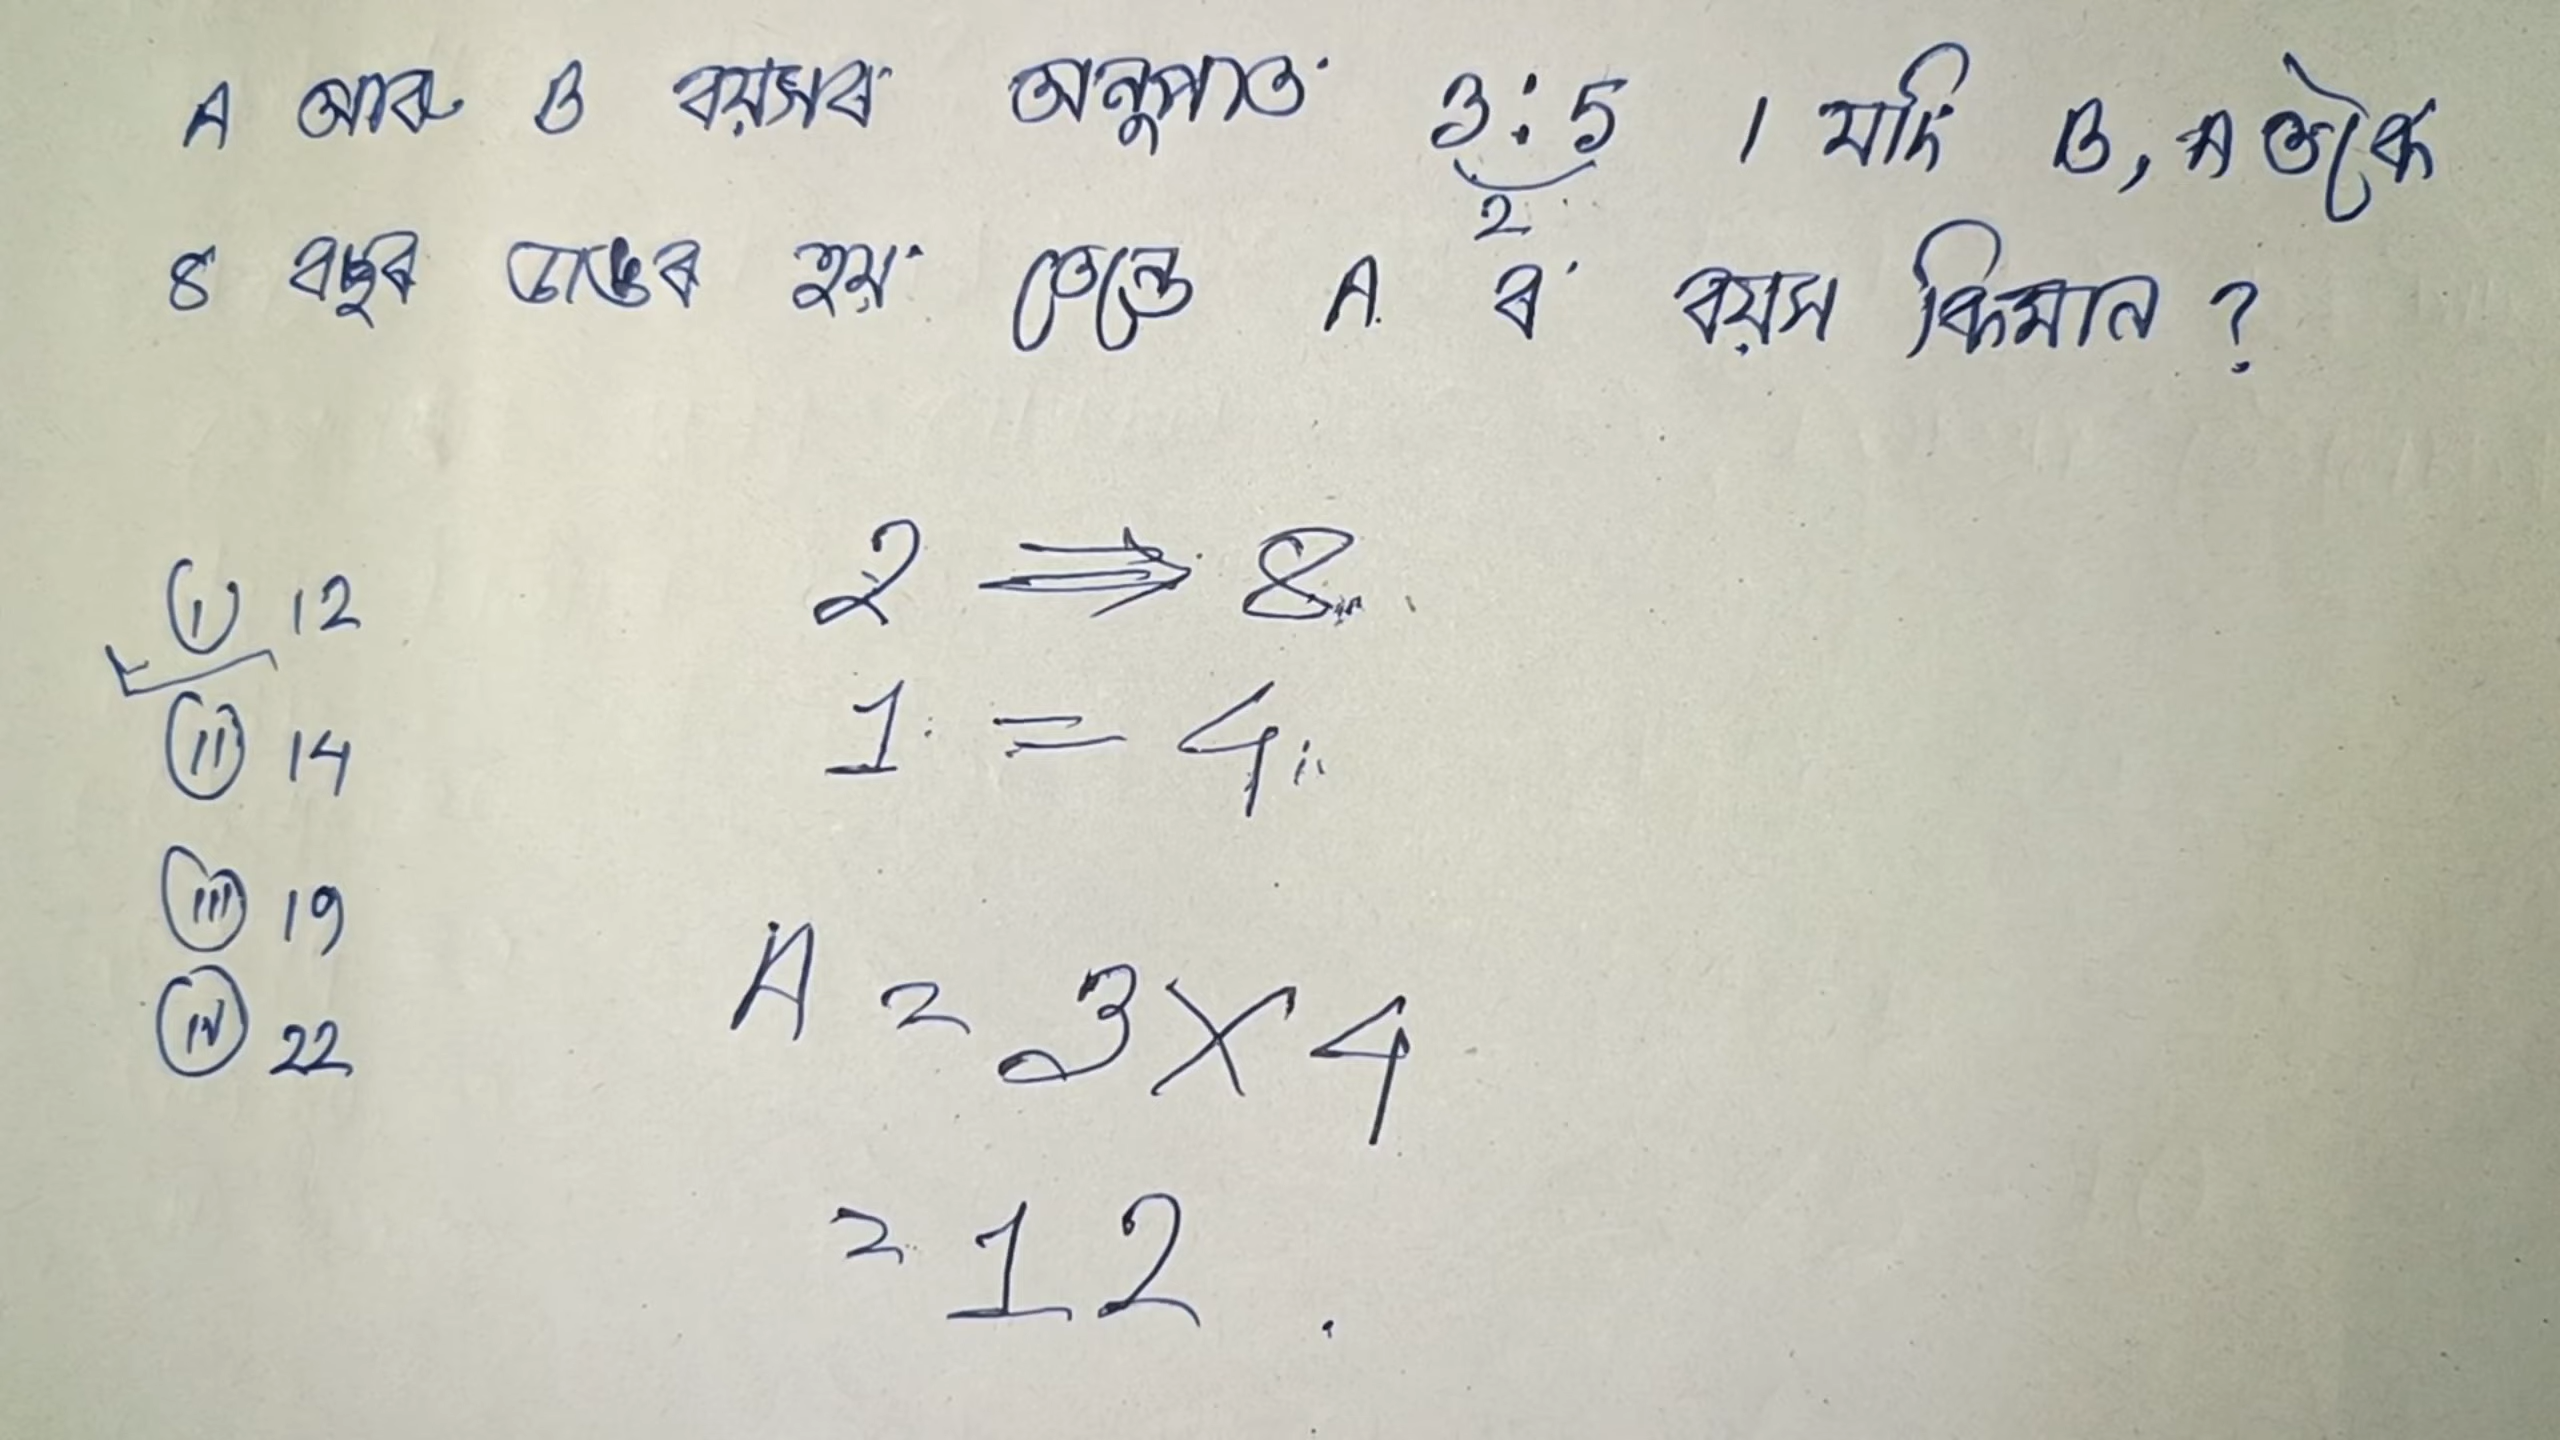 A আৰু B বয়সৰ অনুপাত 3:5 । যদি B, A তকৈ
2
8 বছৰ ডাঙৰ হয় তেন্তে A ৰ বয়স কিমান ?
2 ⇒ 8
(i) 12
1 = 4
(ii) 14
(iii) 19
A = 3×4
(iv) 22
= 12